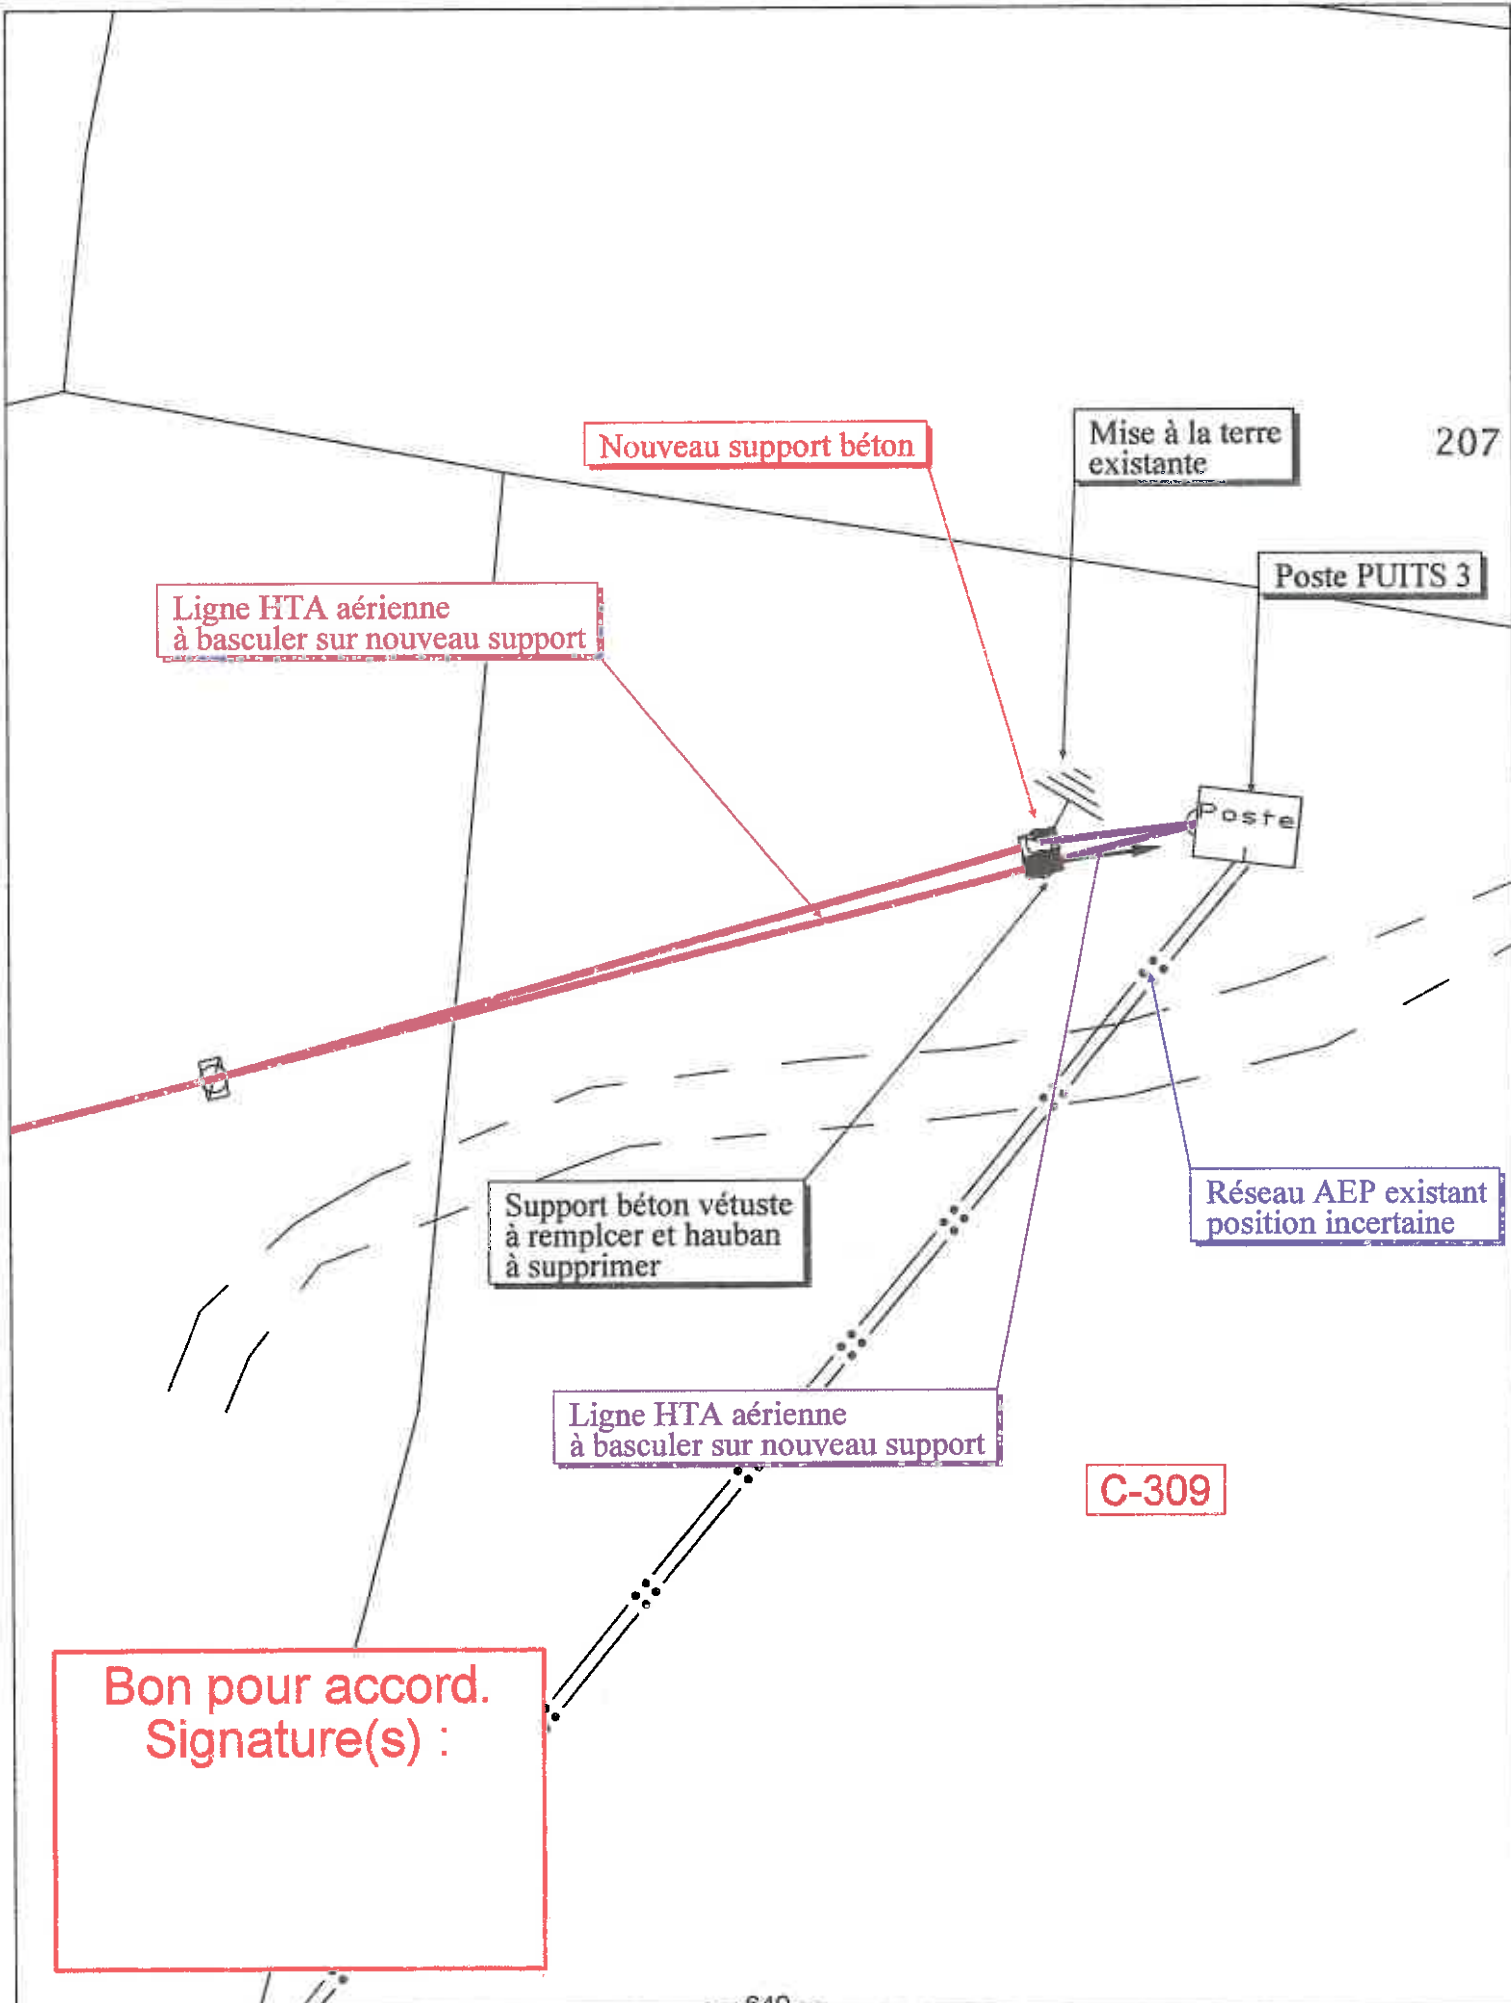 Nouveau support béton
Mise à la terre
existante
207
Poste PUITS 3
Ligne HTA aérienne
à basculer sur nouveau support
Poste
Support béton vétuste
à remplcer et hauban
à supprimer
Réseau AEP existant
position incertaine
Ligne HTA aérienne
à basculer sur nouveau support
C-309
Bon pour accord.
Signature(s) :